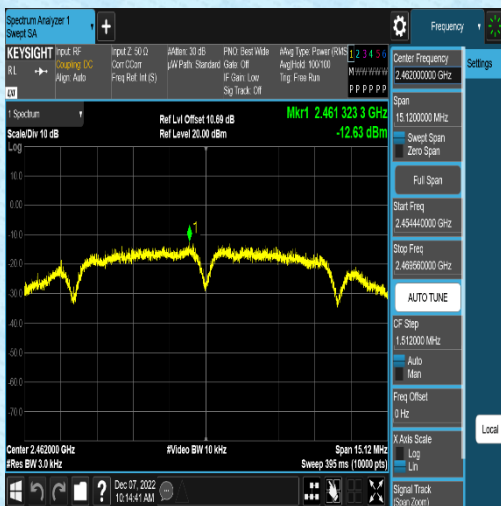 Spectrum Analyzer 1
Swept SA
Frequency
KEYSIGHT
Input: RF
Coupling: DC
Align: Auto
Input Z: 50 Ω
Corr CCorr
Freq Ref: Int (S)
#Atten: 30 dB
µW Path: Standard
PNO: Best Wide
Gate: Off
IF Gain: Low
Sig Track: Off
#Avg Type: Power (RMS
Avg|Hold: 100/100
Trig: Free Run
1 2 3 4 5 6
M W W W W W
P P P P P P
R L
LXI
1 Spectrum
Scale/Div 10 dB
Ref Lvl Offset 10.69 dB
Ref Level 20.00 dBm
Mkr1 2.461 323 3 GHz
-12.63 dBm
Log
10.0
0.00
-10.0
-20.0
-30.0
-40.0
-50.0
-60.0
-70.0
1
Center 2.462000 GHz
#Res BW 3.0 kHz
#Video BW 10 kHz
Span 15.12 MHz
Sweep 395 ms (10000 pts)
Dec 07, 2022
10:14:41 AM
?
Center Frequency
2.462000000 GHz
Settings
Span
15.1200000 MHz
Swept Span
Zero Span
Full Span
Start Freq
2.454440000 GHz
Stop Freq
2.469560000 GHz
AUTO TUNE
CF Step
1.512000 MHz
Auto
Man
Freq Offset
0 Hz
X Axis Scale
Log
Lin
Local
Signal Track
(Span Zoom)